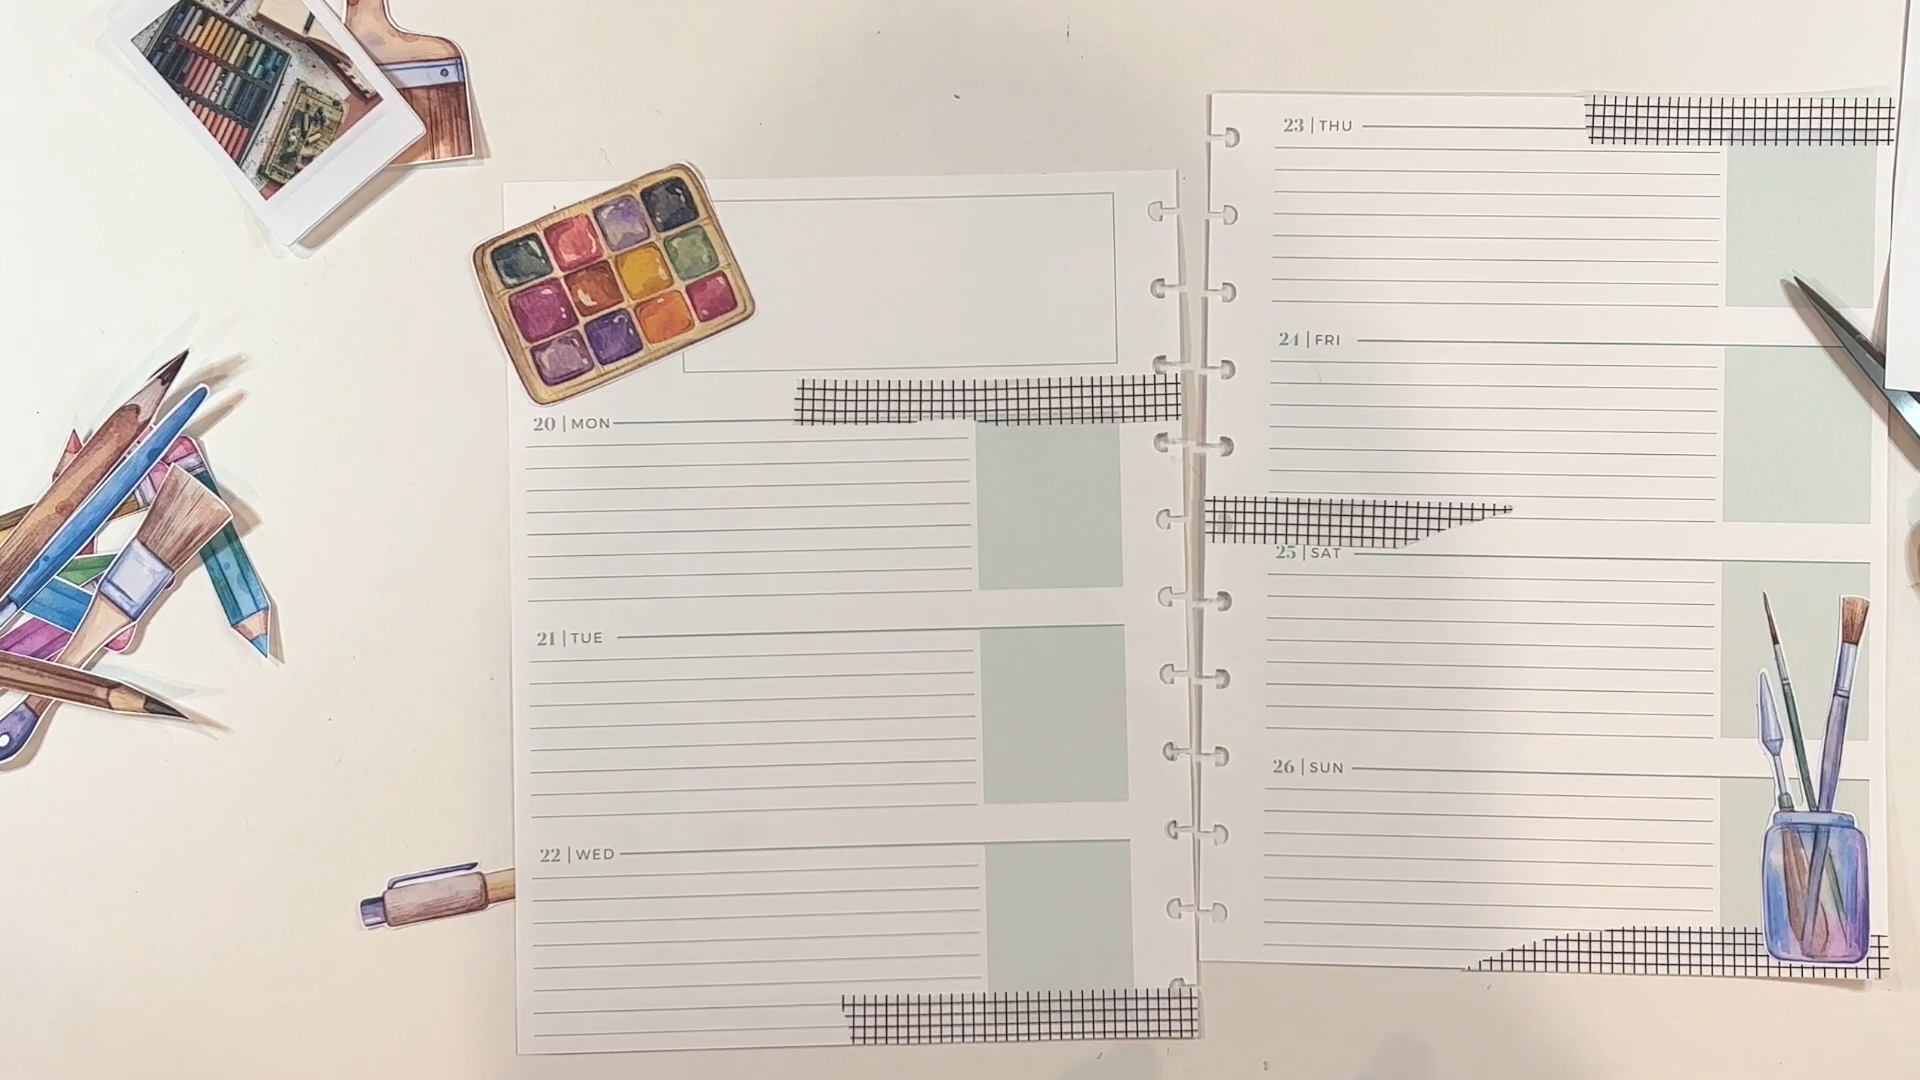 20 | MON
21 | TUE
22 | WED
23 | THU
24 | FRI
25 | SAT
26 | SUN